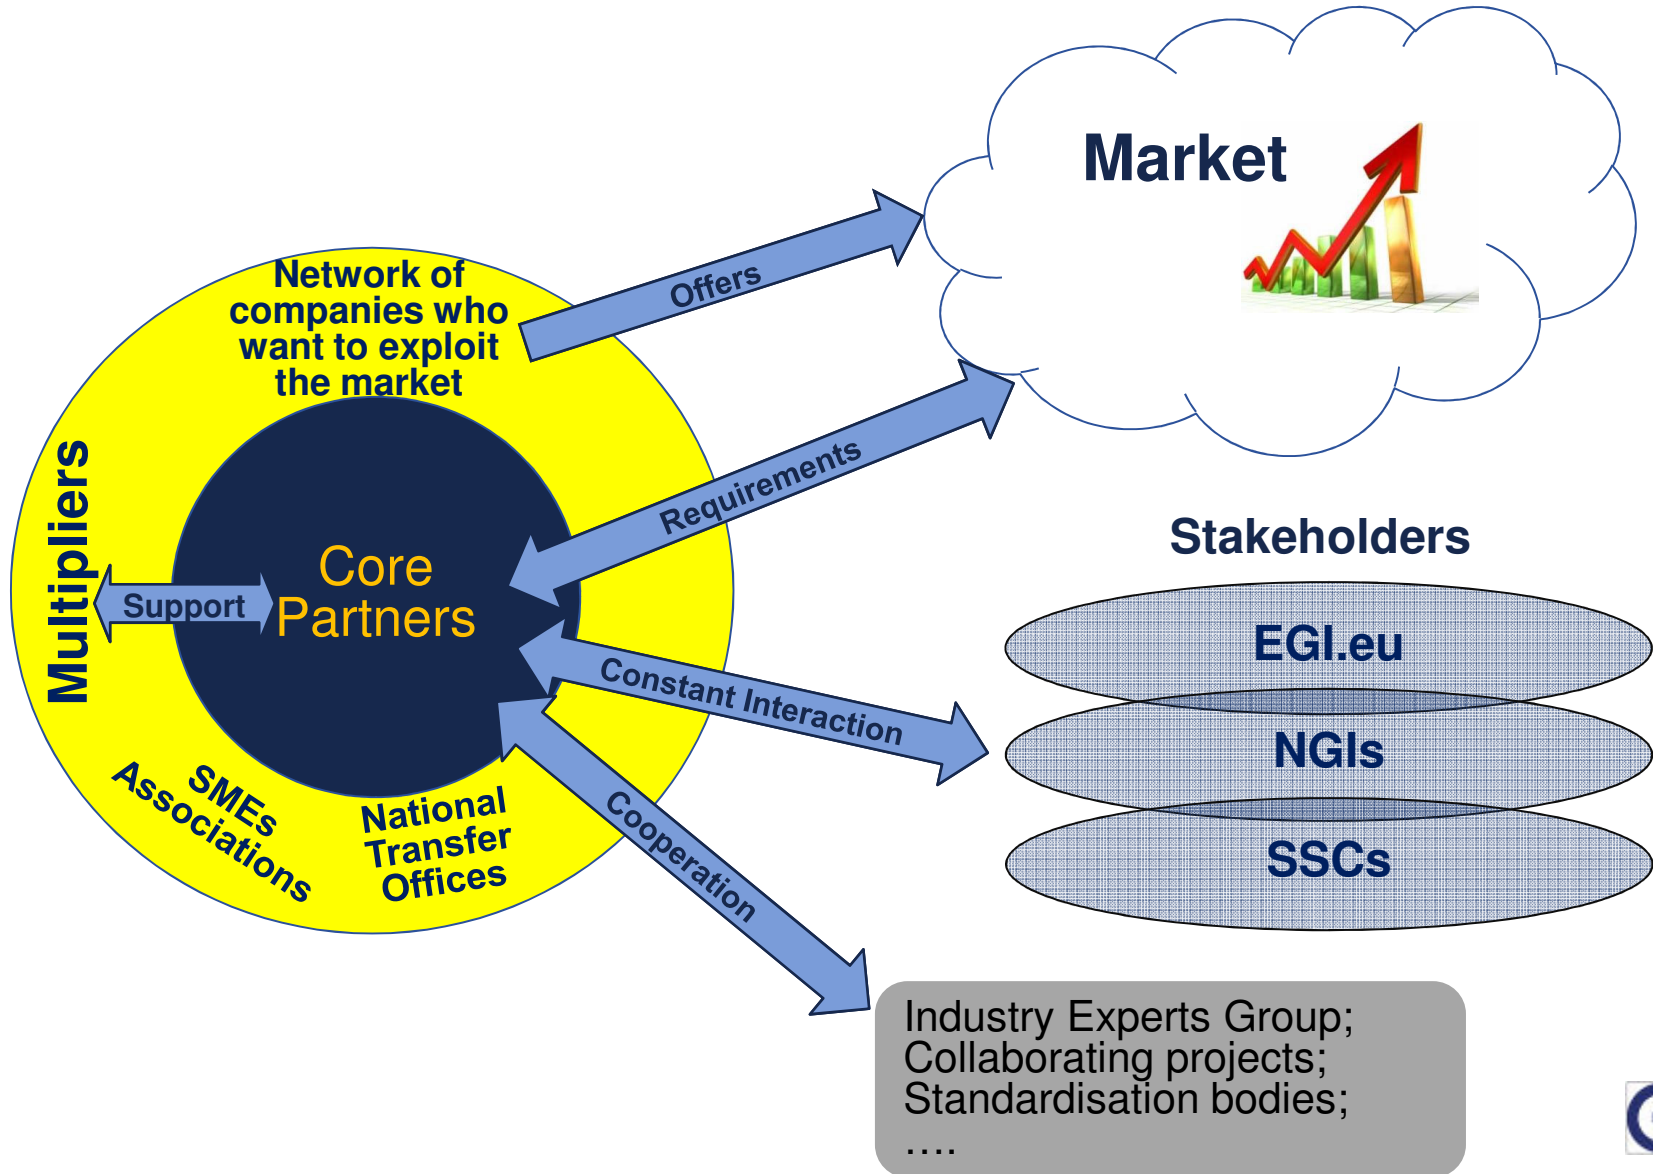 Market
Network of
companies who
want to exploit
the market
Offers
Requirements
Multipliers
Support
Core
Partners
Constant Interaction
Cooperation
SMEs
Associations
National
Transfer
Offices
Stakeholders
EGI.eu
NGIs
SSCs
Industry Experts Group;
Collaborating projects;
Standardisation bodies;
....